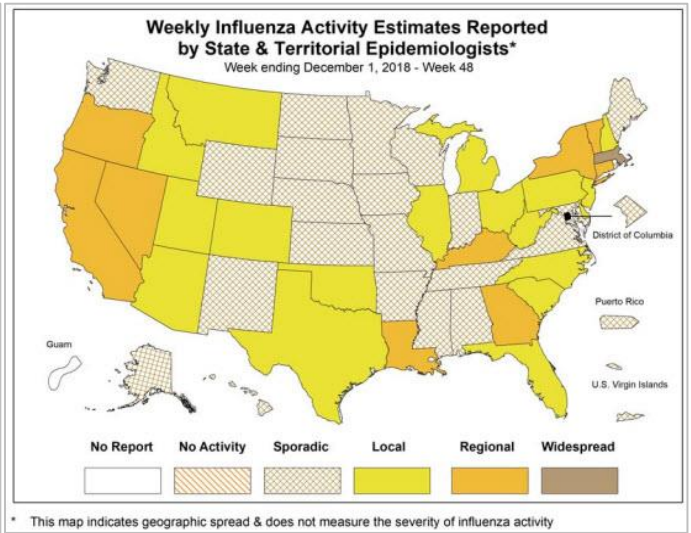 Weekly Influenza Activity Estimates Reported
by State & Territorial Epidemiologists*
Week ending December 1, 2018 - Week 48
District of Columbia
Puerto Rico
Guam
U.S. Virgin Islands
No Report No Activity Sporadic Local Regional Widespread
* This map indicates geographic spread & does not measure the severity of influenza activity